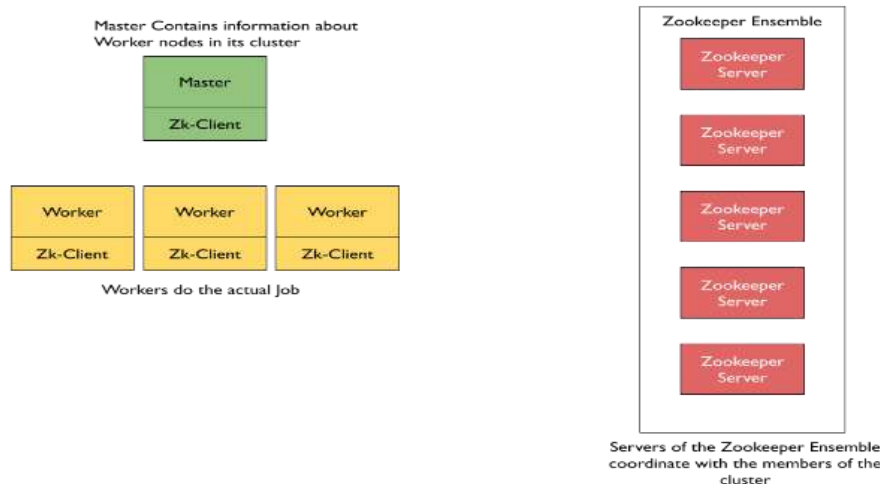 Master Contains information about
Worker nodes in its cluster
Master
Zk-Client
Worker
Zk-Client
Worker
Zk-Client
Worker
Zk-Client
Workers do the actual Job
Zookeeper Ensemble
Zookeeper
Server
Zookeeper
Server
Zookeeper
Server
Zookeeper
Server
Zookeeper
Server
Servers of the Zookeeper Ensemble
coordinate with the members of the
cluster